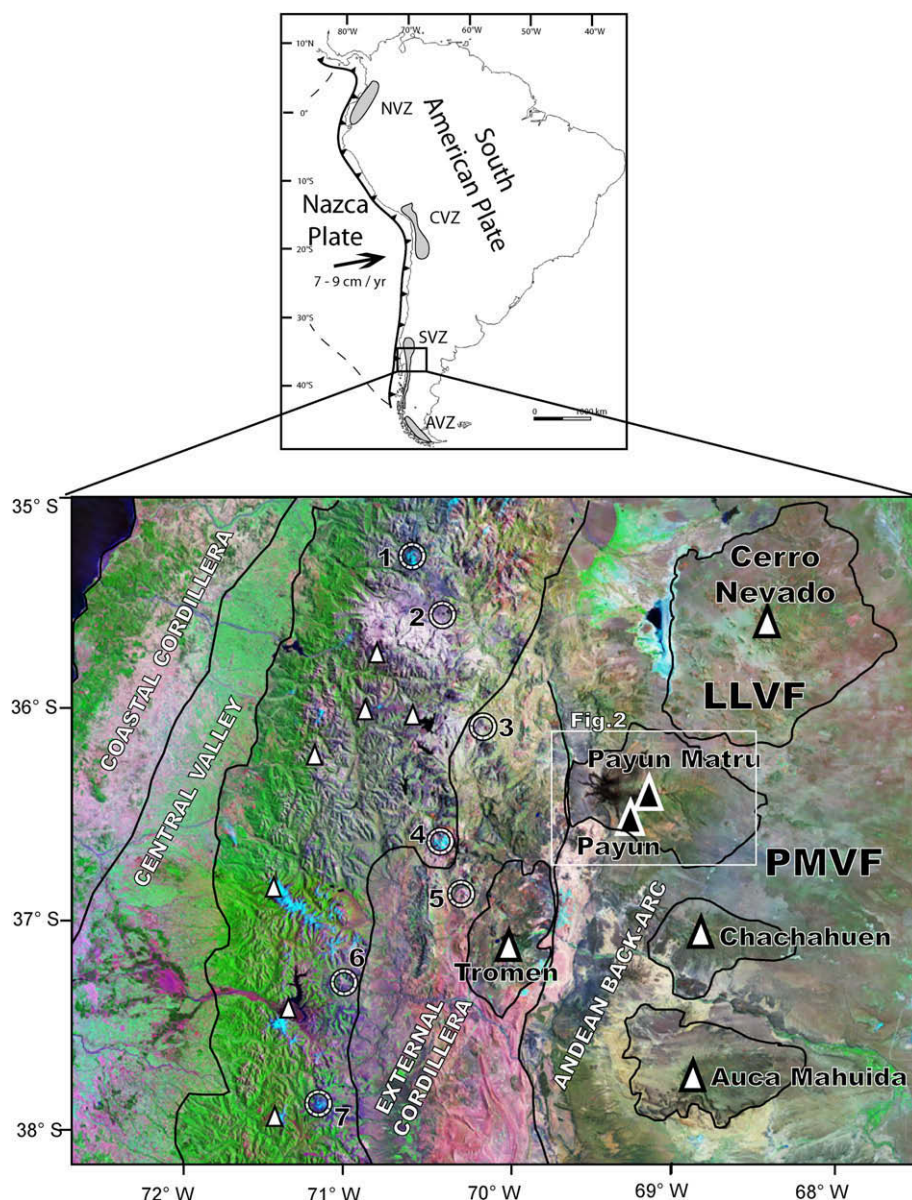 80°W
70°W
60°W
50°W
40°W
10°N
0°
10°S
20°S
30°S
40°S
NVZ
CVZ
SVZ
AVZ
South
American Plate
Nazca
Plate
7 - 9 cm / yr
0 1000 km
35° S
36° S
37° S
38° S
COASTAL CORDILLERA
CENTRAL VALLEY
1
2
3
4
5
6
7
Cerro
Nevado
LLVF
Fig.2
Payun Matru
Payun
PMVF
Chachahuen
Tromen
Auca Mahuida
EXTERNAL
CORDILLERA
ANDEAN BACK-ARC
72° W
71° W
70° W
69° W
68° W